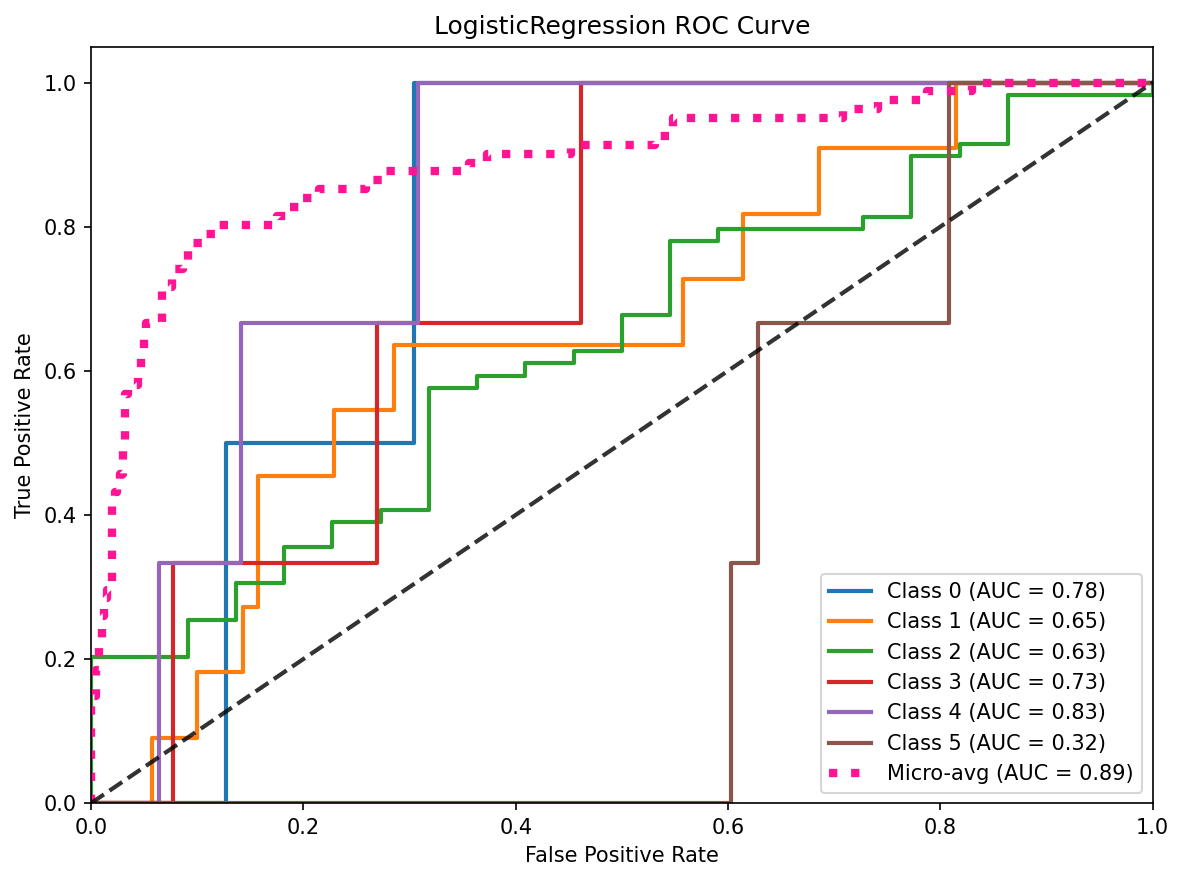 LogisticRegression ROC Curve
True Positive Rate
1.0
0.8
0.6
0.4
0.2
0.0
0.0 0.2 0.4 0.6 0.8 1.0
False Positive Rate
Class 0 (AUC = 0.78)
Class 1 (AUC = 0.65)
Class 2 (AUC = 0.63)
Class 3 (AUC = 0.73)
Class 4 (AUC = 0.83)
Class 5 (AUC = 0.32)
Micro-avg (AUC = 0.89)